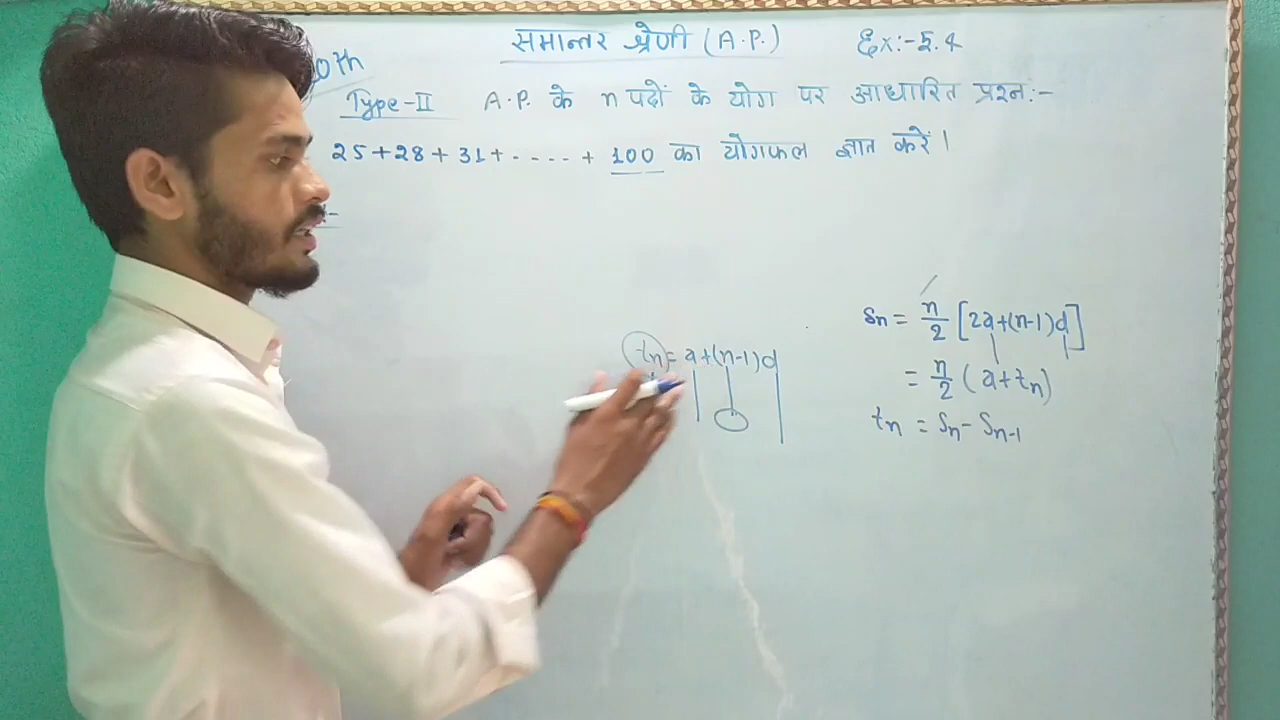 समान्तर श्रेणी (A.P.) Ex:-5.4
0th
Type-II A.P. के n पदों के योग पर आधारित प्रश्न:-
25+28+31+-----+ 100 का योगफल ज्ञात करें।
Sn = n/2 [2a+(n-1)d]
tn = a+(n-1)d
= n/2 (a+tn)
tn = Sn - Sn-1